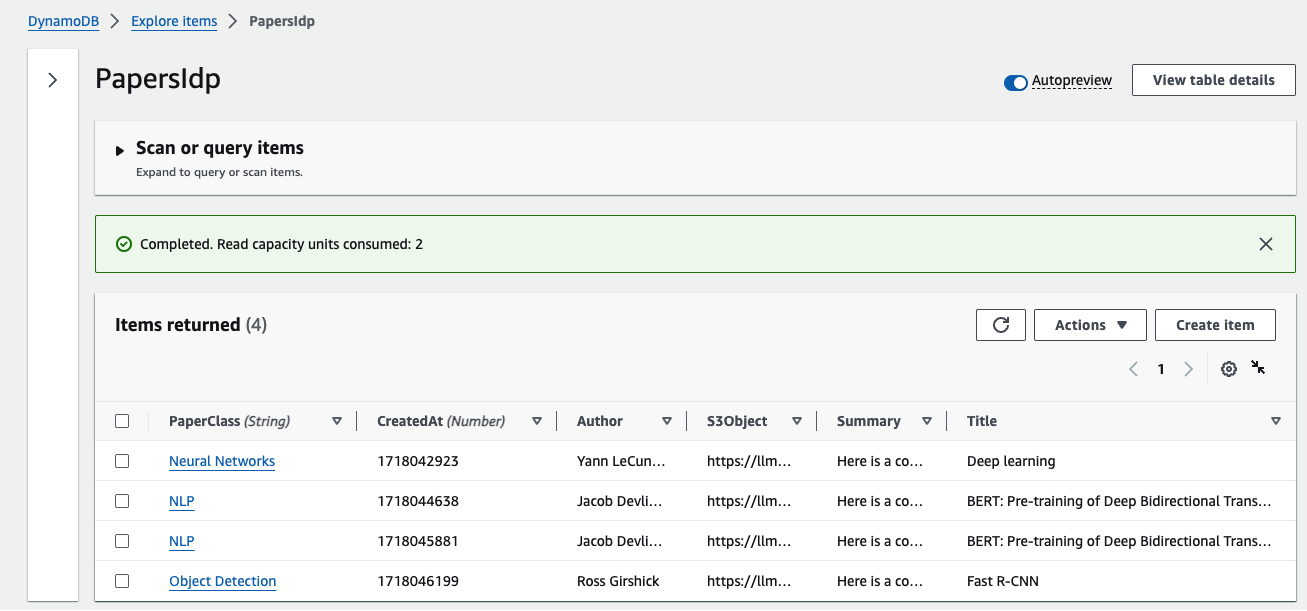 DynamoDB > Explore items > PapersIdp
PapersIdp
Autopreview
View table details
Scan or query items
Expand to query or scan items.
Completed. Read capacity units consumed: 2
Items returned (4)
Actions
Create item
1
PaperClass (String) CreatedAt (Number) Author S3Object Summary Title
Neural Networks 1718042923 Yann LeCun... https://llm... Here is a co... Deep learning
NLP 1718044638 Jacob Devli... https://llm... Here is a co... BERT: Pre-training of Deep Bidirectional Trans...
NLP 1718045881 Jacob Devli... https://llm... Here is a co... BERT: Pre-training of Deep Bidirectional Trans...
Object Detection 1718046199 Ross Girshick https://llm... Here is a co... Fast R-CNN